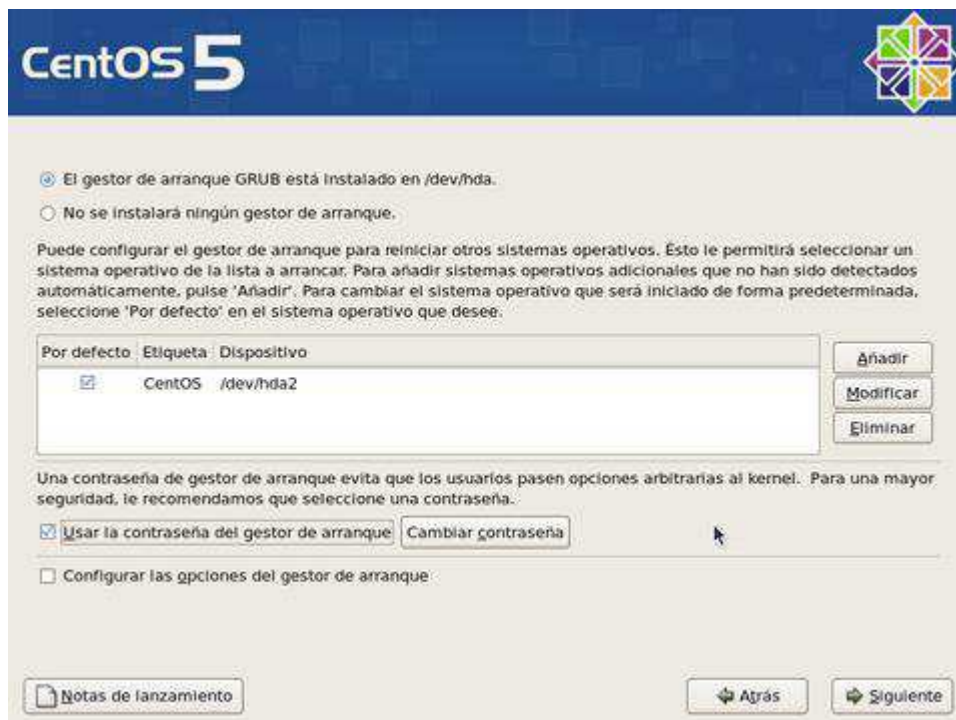 CentOS 5
El gestor de arranque GRUB está instalado en /dev/hda.
No se instalará ningún gestor de arranque.
Puede configurar el gestor de arranque para reiniciar otros sistemas operativos. Esto le permitirá seleccionar un
sistema operativo de la lista a arrancar. Para añadir sistemas operativos adicionales que no han sido detectados
automáticamente, pulse 'Añadir'. Para cambiar el sistema operativo que será iniciado de forma predeterminada,
seleccione 'Por defecto' en el sistema operativo que desee.
Por defecto Etiqueta Dispositivo
CentOS /dev/hda2
Añadir
Modificar
Eliminar
Una contraseña de gestor de arranque evita que los usuarios pasen opciones arbitrarias al kernel. Para una mayor
seguridad, le recomendamos que seleccione una contraseña.
Usar la contraseña del gestor de arranque Cambiar contraseña
Configurar las opciones del gestor de arranque
Notas de lanzamiento Atrás Siguiente